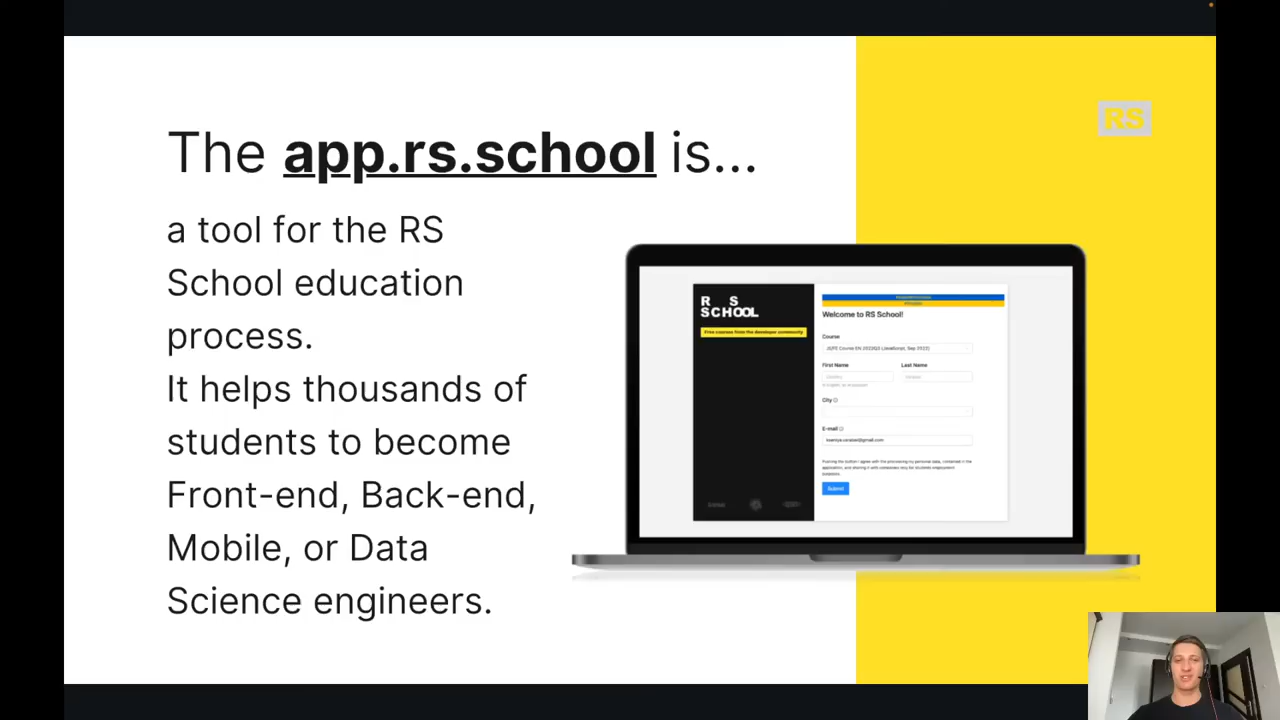 The app.rs.school is...
a tool for the RS
School education
process.
It helps thousands of
students to become
Front-end, Back-end,
Mobile, or Data
Science engineers.
RS
R S
SCHOOL
Free courses from the developer community
Welcome to RS School!
Course
First Name
Last Name
City
E-mail
Submit